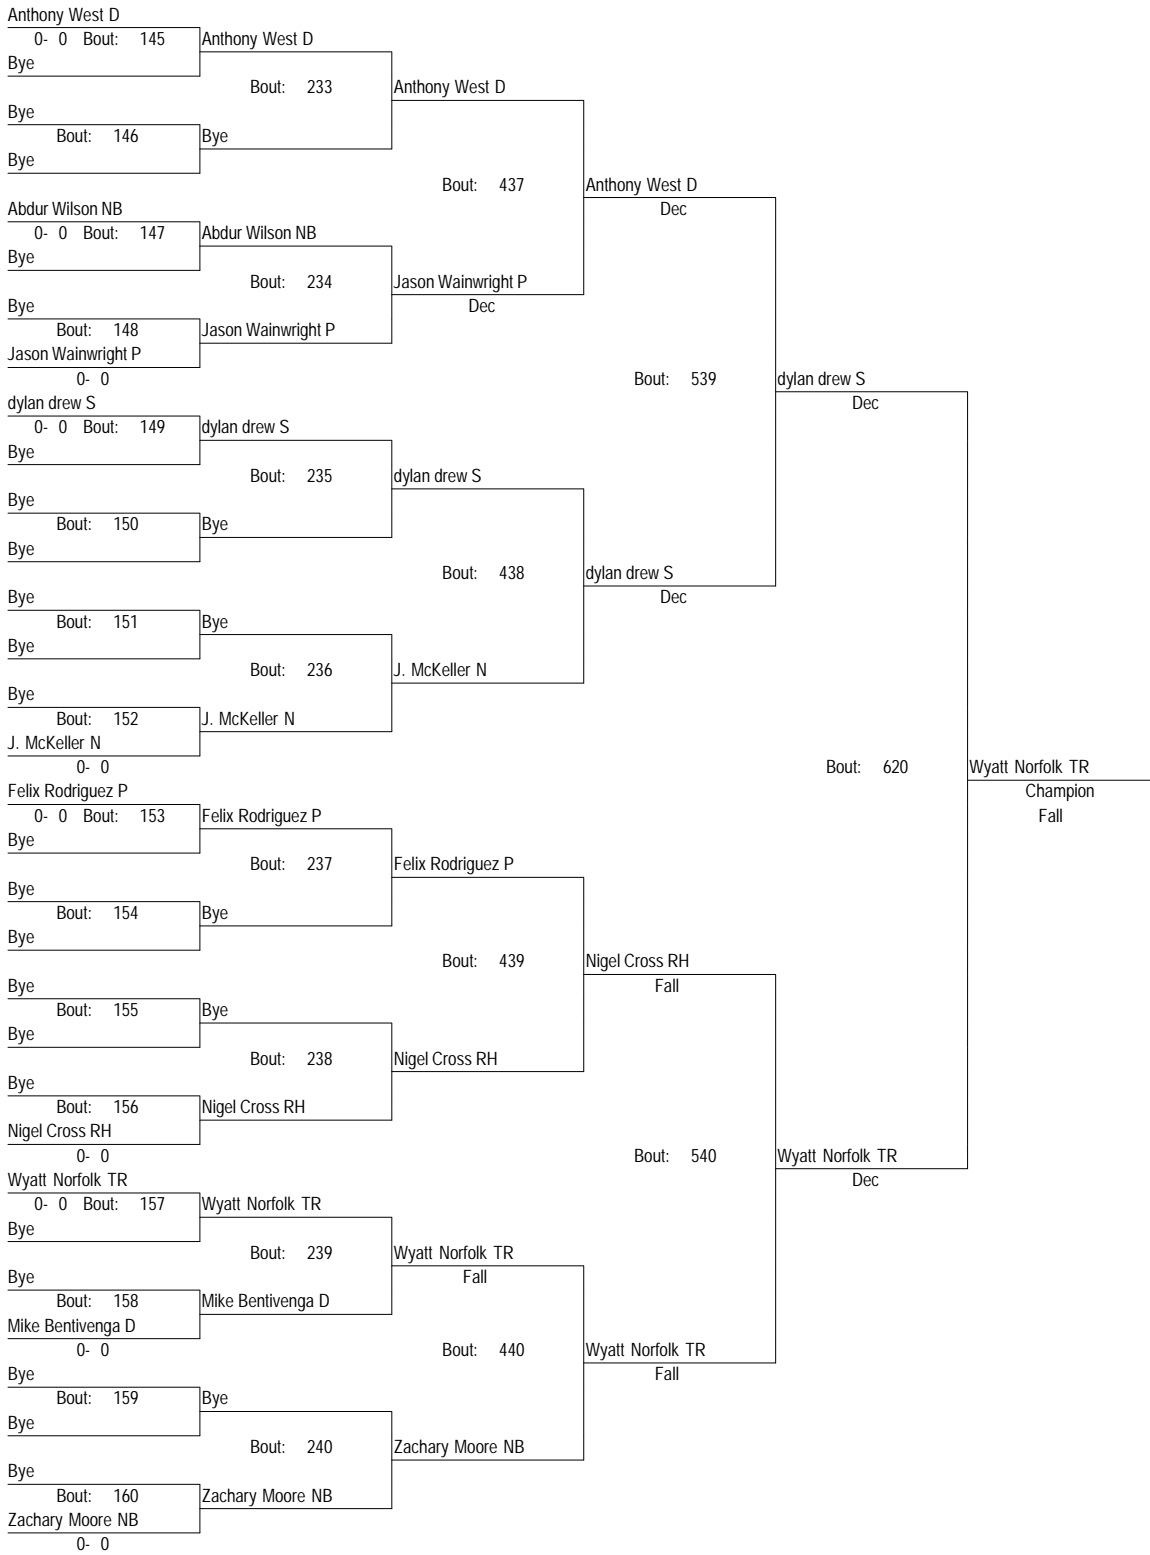 Anthony West D
0- 0 Bout: 145 Anthony West D
Bye
Bout: 233 Anthony West D
Bye
Bout: 146 Bye
Bye
Bout: 437 Anthony West D
Abdur Wilson NB Dec
0- 0 Bout: 147 Abdur Wilson NB
Bye
Bout: 234 Jason Wainwright P
Bye Dec
Bout: 148 Jason Wainwright P
Jason Wainwright P
0- 0 Bout: 539 dylan drew S
dylan drew S Dec
0- 0 Bout: 149 dylan drew S
Bye
Bout: 235 dylan drew S
Bye
Bout: 150 Bye
Bye
Bout: 438 dylan drew S
Bye Dec
Bout: 151 Bye
Bye
Bout: 236 J. McKeller N
Bye
Bout: 152 J. McKeller N
J. McKeller N
0- 0 Bout: 620 Wyatt Norfolk TR
Felix Rodriguez P Champion
0- 0 Bout: 153 Felix Rodriguez P Fall
Bye
Bout: 237 Felix Rodriguez P
Bye
Bout: 154 Bye
Bye
Bout: 439 Nigel Cross RH
Bye Fall
Bout: 155 Bye
Bye
Bout: 238 Nigel Cross RH
Bye
Bout: 156 Nigel Cross RH
Nigel Cross RH
0- 0 Bout: 540 Wyatt Norfolk TR
Wyatt Norfolk TR Dec
0- 0 Bout: 157 Wyatt Norfolk TR
Bye
Bout: 239 Wyatt Norfolk TR
Bye Fall
Bout: 158 Mike Bentivenga D
Mike Bentivenga D
0- 0 Bout: 440 Wyatt Norfolk TR
Bye Fall
Bout: 159 Bye
Bye
Bout: 240 Zachary Moore NB
Bye
Bout: 160 Zachary Moore NB
Zachary Moore NB
0- 0